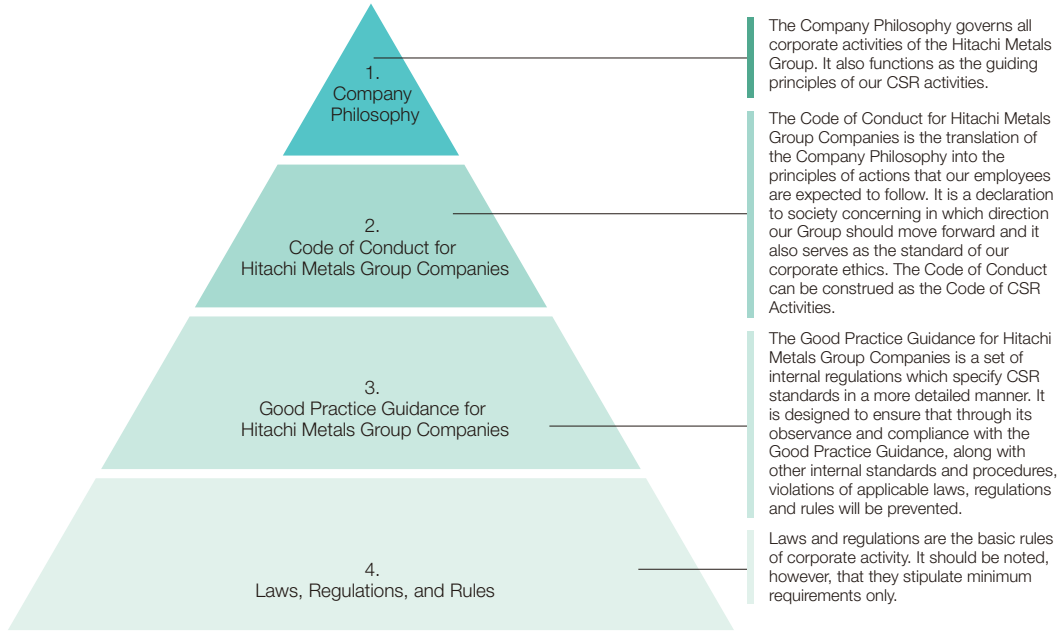 1.
Company
Philosophy
The Company Philosophy governs all
corporate activities of the Hitachi Metals
Group. It also functions as the guiding
principles of our CSR activities.
2.
Code of Conduct for
Hitachi Metals Group Companies
The Code of Conduct for Hitachi Metals
Group Companies is the translation of
the Company Philosophy into the
principles of actions that our employees
are expected to follow. It is a declaration
to society concerning in which direction
our Group should move forward and it
also serves as the standard of our
corporate ethics. The Code of Conduct
can be construed as the Code of CSR
Activities.
3.
Good Practice Guidance for
Hitachi Metals Group Companies
The Good Practice Guidance for Hitachi
Metals Group Companies is a set of
internal regulations which specify CSR
standards in a more detailed manner. It
is designed to ensure that through its
observance and compliance with the
Good Practice Guidance, along with
other internal standards and procedures,
violations of applicable laws, regulations
and rules will be prevented.
4.
Laws, Regulations, and Rules
Laws and regulations are the basic rules
of corporate activity. It should be noted,
however, that they stipulate minimum
requirements only.